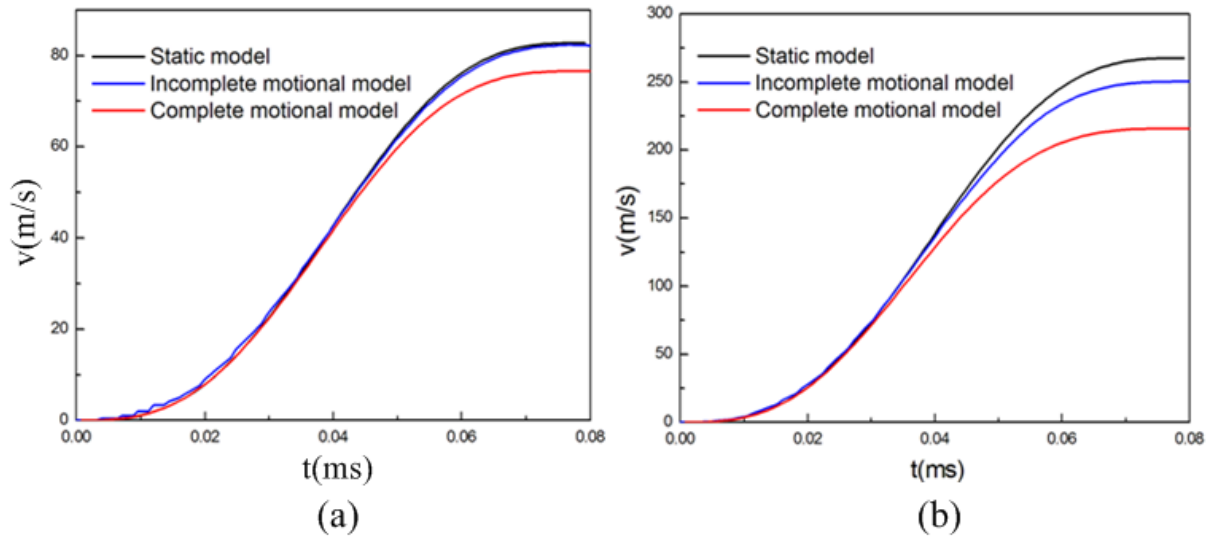 80
60
40
20
0
v(m/s)
Static model
Incomplete motional model
Complete motional model
0.00 0.02 0.04 0.06 0.08
t(ms)
(a)
300
250
200
150
100
50
0
v(m/s)
Static model
Incomplete motional model
Complete motional model
0.00 0.02 0.04 0.06 0.08
t(ms)
(b)